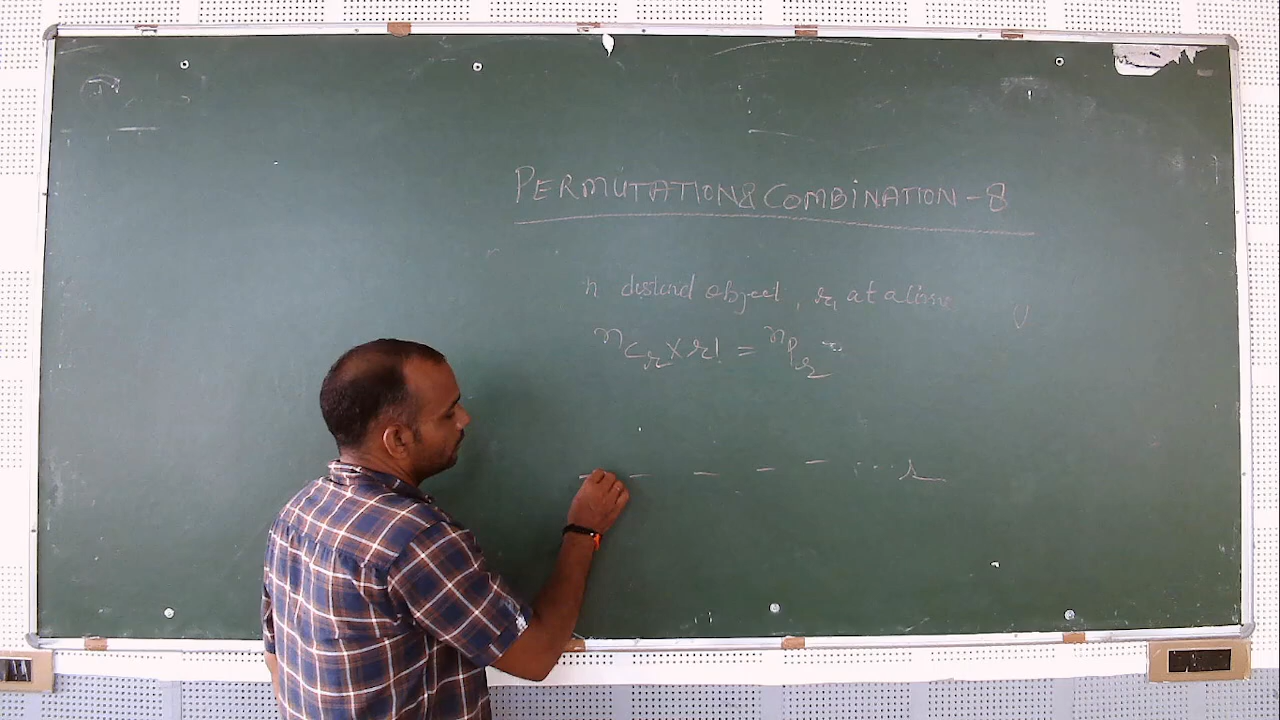 PERMUTATION & COMBINATION - 8
n distinct object, r at a time
ⁿCᵣ × r! = ⁿPᵣ
_ _ _ _ _ ... r